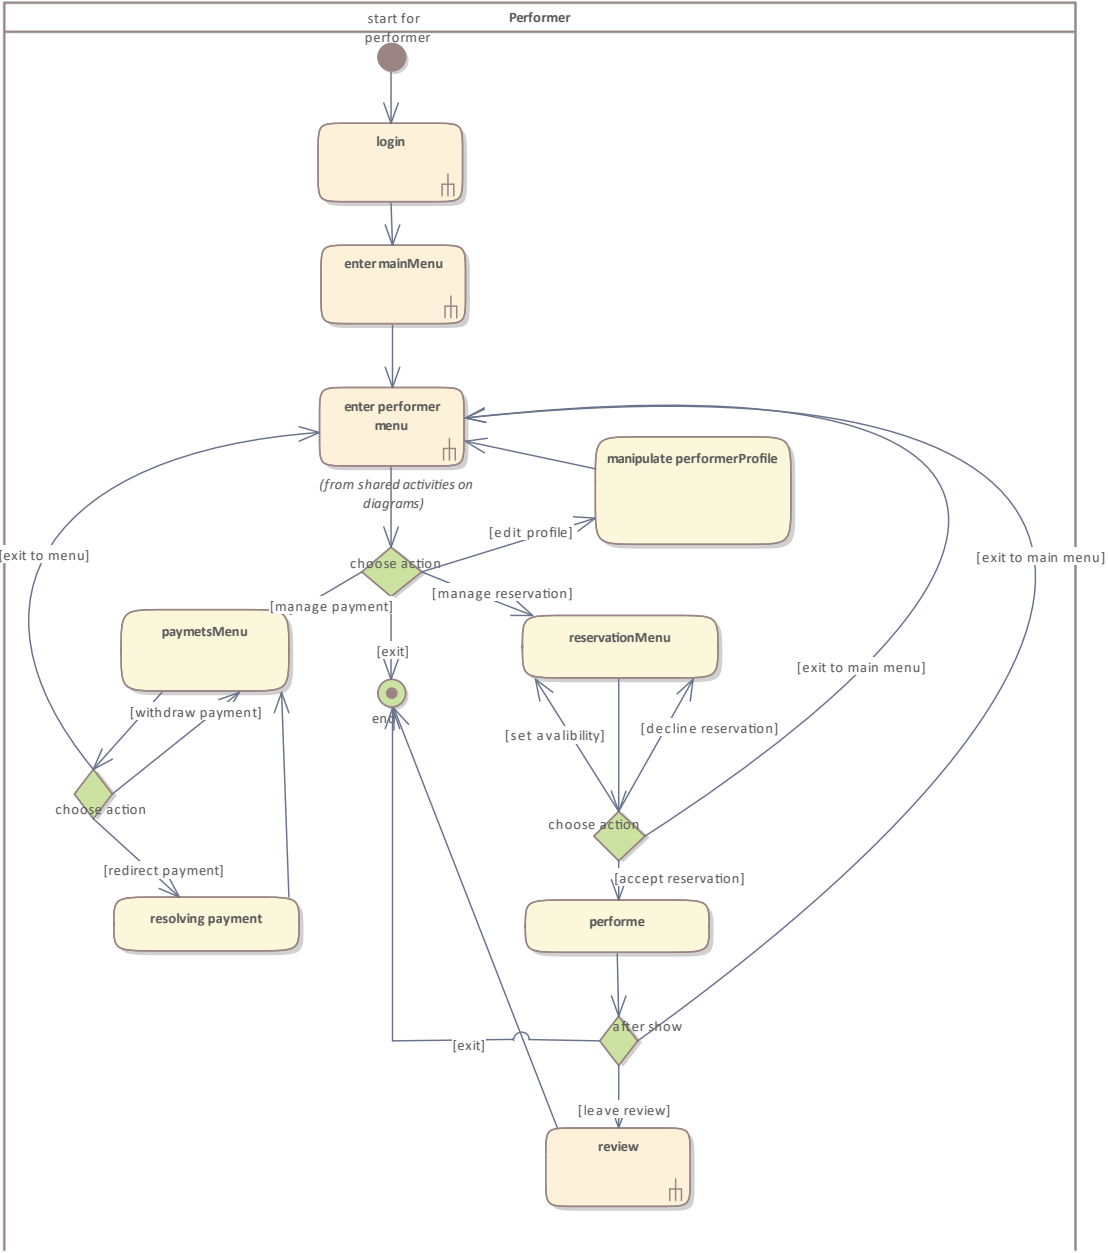 Performer
start for
performer
login
enter mainMenu
enter performer
menu
(from shared activities on
diagrams)
manipulate performerProfile
[edit profile]
[exit to menu]
[exit to main menu]
choose action
[manage payment]
[manage reservation]
paymetsMenu
reservationMenu
[exit]
[exit to main menu]
[withdraw payment]
end
[set avalibility]
[decline reservation]
choose action
choose action
[redirect payment]
[accept reservation]
resolving payment
performe
after show
[exit]
[leave review]
review